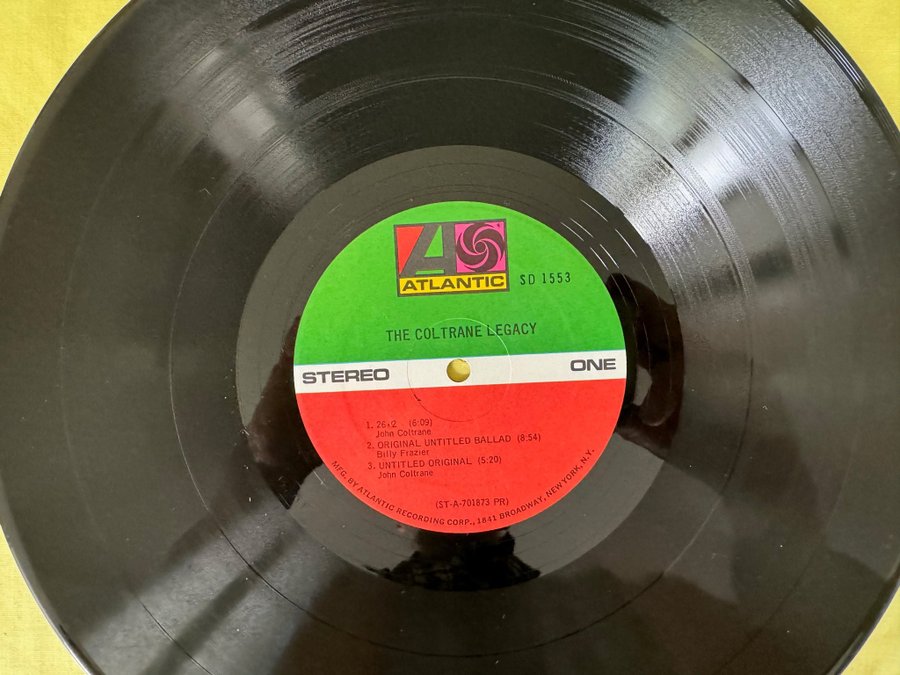 ATLANTIC
SD 1553
THE COLTRANE LEGACY
STEREO
ONE
1. 26-2 (6:09)
John Coltrane
2. ORIGINAL UNTITLED BALLAD (8:54)
Billy Frazier
3. UNTITLED ORIGINAL (5:20)
John Coltrane
(ST-A-701873 PR)
MFG. BY ATLANTIC RECORDING CORP., 1841 BROADWAY, NEW YORK, N.Y.